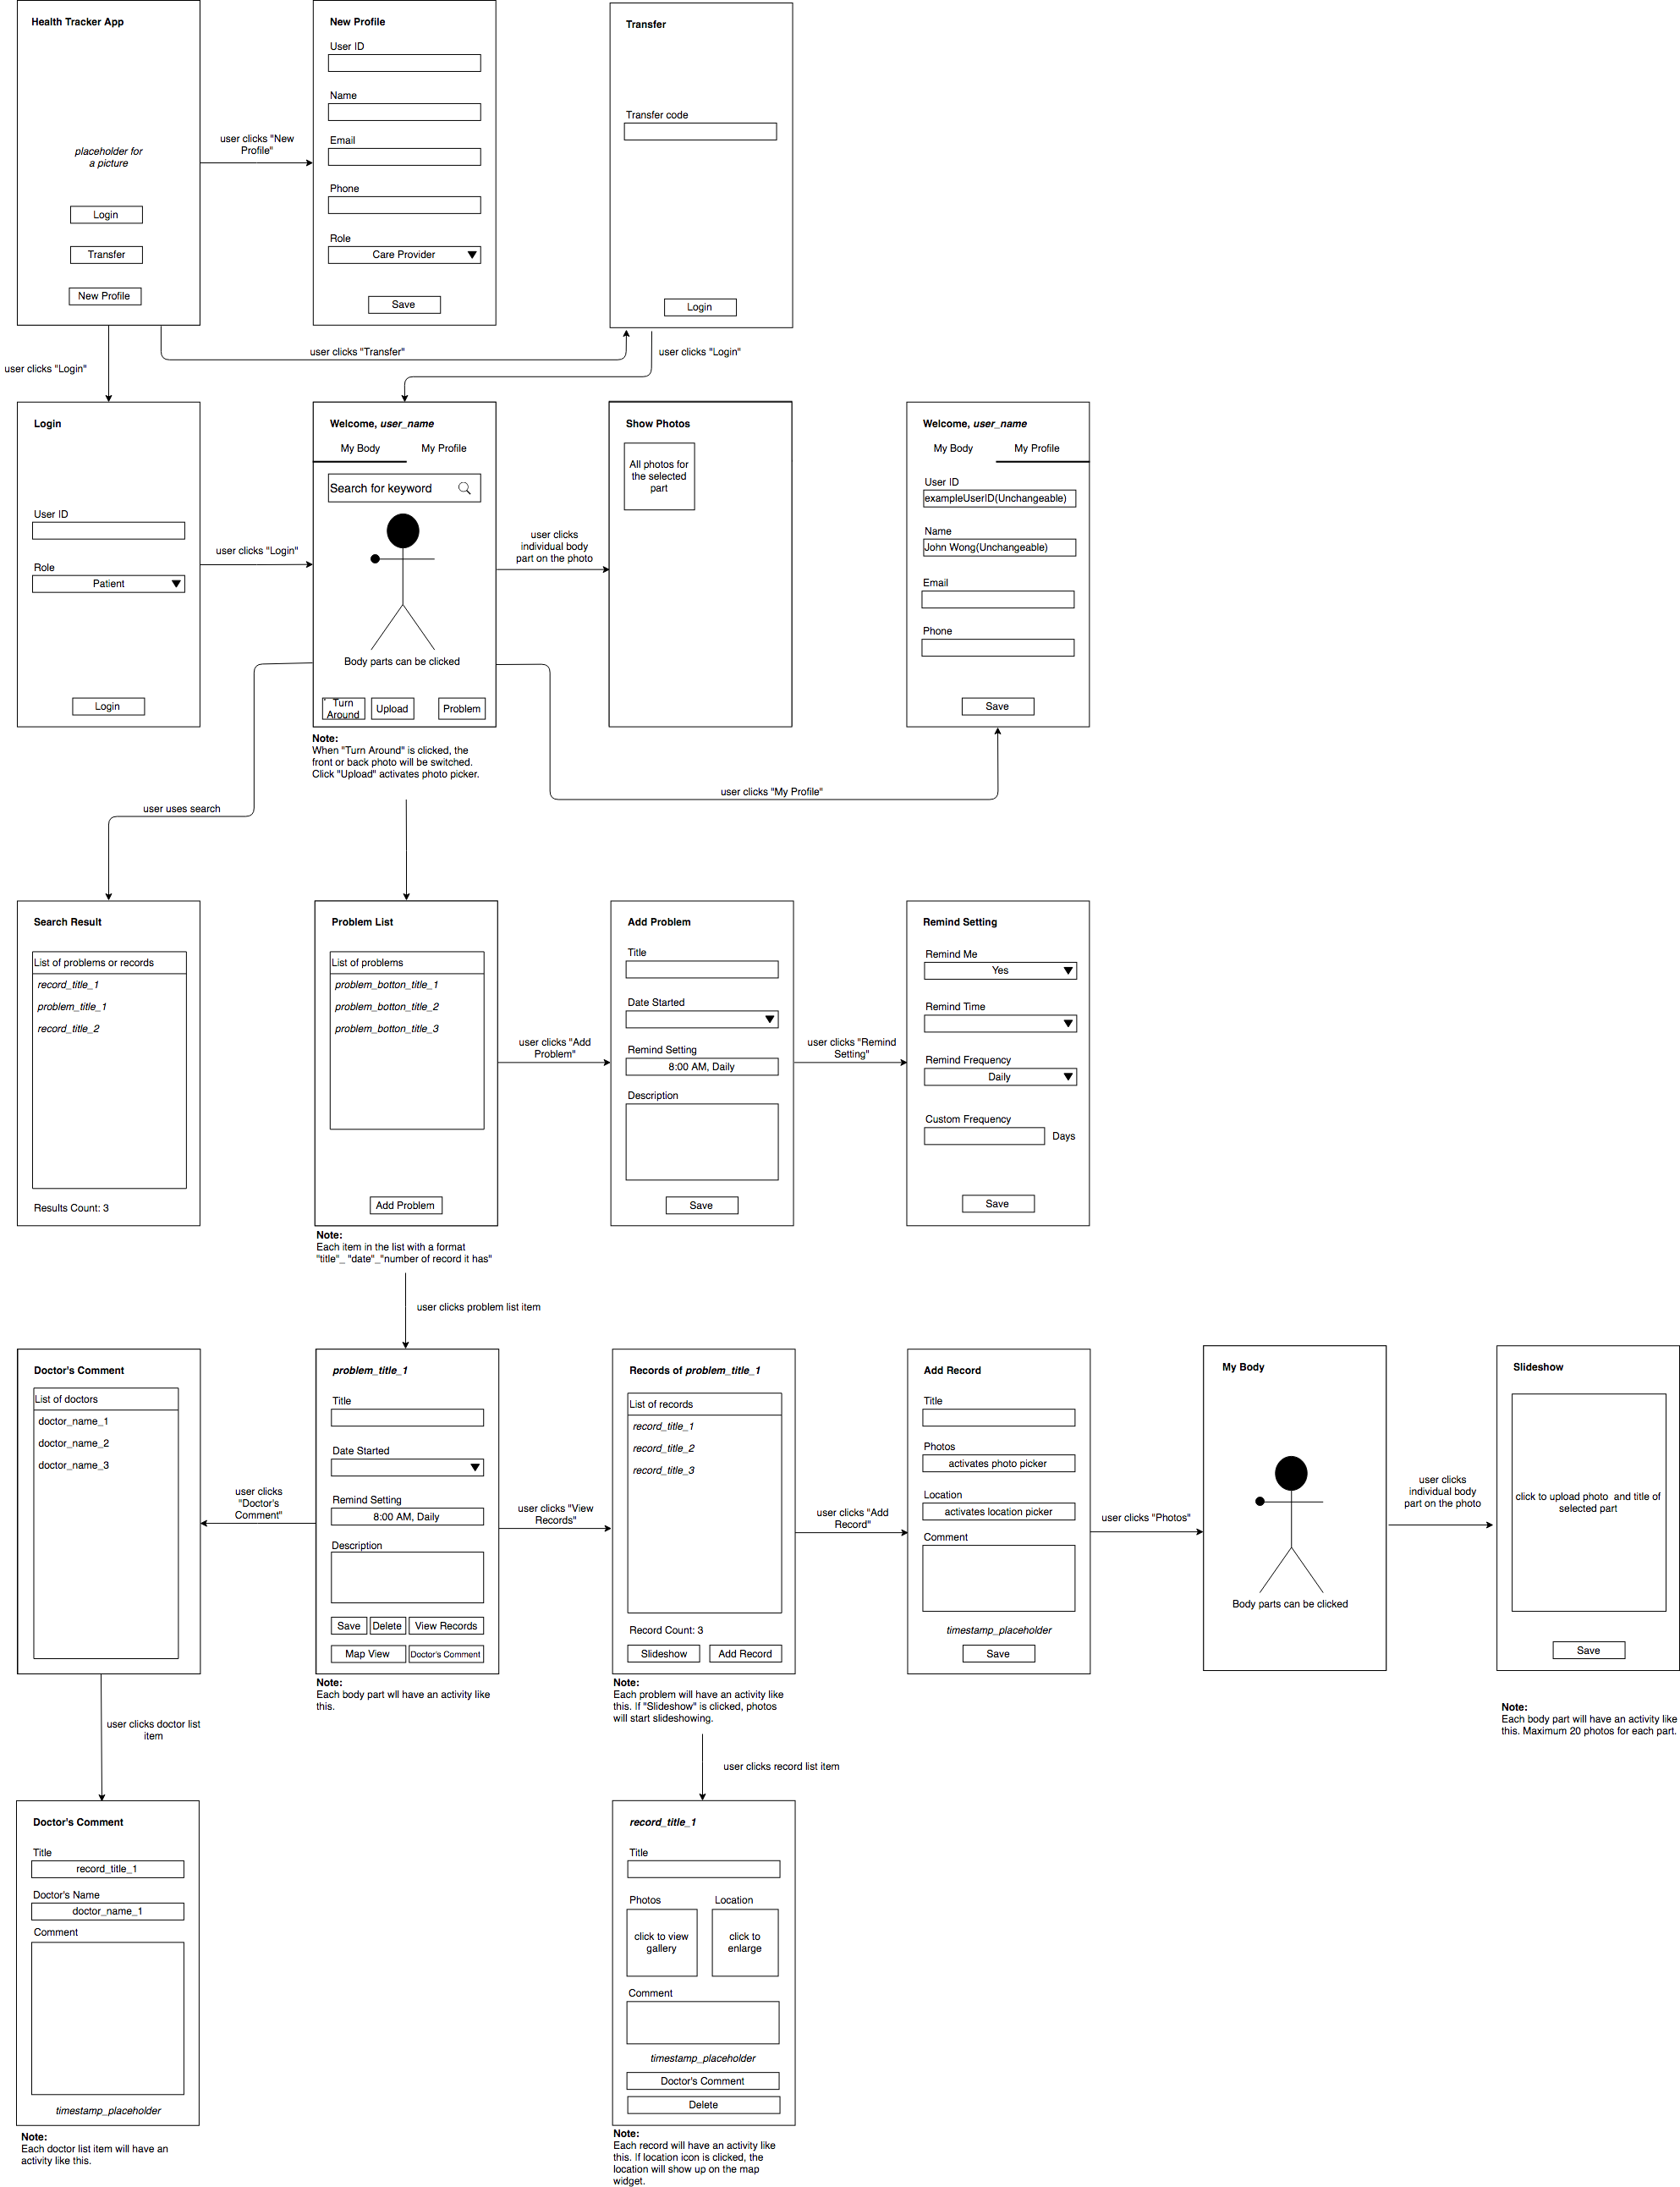 Health Tracker App
placeholder for
a picture
Login
Transfer
New Profile
user clicks "New
Profile"
New Profile
User ID
Name
Email
Phone
Role
Care Provider
Save
Transfer
Transfer code
Login
user clicks "Transfer"
user clicks "Login"
user clicks "Login"
Login
User ID
Role
Patient
Login
user clicks "Login"
Welcome, user_name
My Body
My Profile
Search for keyword
Body parts can be clicked
Turn
Around
Upload
Problem
Note:
When "Turn Around" is clicked, the
front or back photo will be switched.
Click "Upload" activates photo picker.
user clicks
individual body
part on the photo
Show Photos
All photos for
the selected
part
Welcome, user_name
My Body
My Profile
User ID
exampleUserID(Unchangeable)
Name
John Wong(Unchangeable)
Email
Phone
Save
user clicks "My Profile"
user uses search
Search Result
List of problems or records
record_title_1
problem_title_1
record_title_2
Results Count: 3
Problem List
List of problems
problem_botton_title_1
problem_botton_title_2
problem_botton_title_3
Add Problem
Note:
Each item in the list with a format
"title"_ "date"_"number of record it has"
user clicks "Add
Problem"
Add Problem
Title
Date Started
Remind Setting
8:00 AM, Daily
Description
Save
user clicks "Remind
Setting"
Remind Setting
Remind Me
Yes
Remind Time
Remind Frequency
Daily
Custom Frequency
Days
Save
user clicks problem list item
Doctor's Comment
List of doctors
doctor_name_1
doctor_name_2
doctor_name_3
user clicks
"Doctor's
Comment"
problem_title_1
Title
Date Started
Remind Setting
8:00 AM, Daily
Description
Save
Delete
View Records
Map View
Doctor's Comment
Note:
Each body part wll have an activity like
this.
user clicks "View
Records"
Records of problem_title_1
List of records
record_title_1
record_title_2
record_title_3
Record Count: 3
Slideshow
Add Record
Note:
Each problem will have an activity like
this. If "Slideshow" is clicked, photos
will start slideshowing.
user clicks "Add
Record"
Add Record
Title
Photos
activates photo picker
Location
activates location picker
Comment
timestamp_placeholder
Save
user clicks "Photos"
My Body
Body parts can be clicked
user clicks
individual body
part on the photo
Slideshow
click to upload photo and title of
selected part
Save
Note:
Each body part will have an activity like
this. Maximum 20 photos for each part.
user clicks doctor list
item
user clicks record list item
Doctor's Comment
Title
record_title_1
Doctor's Name
doctor_name_1
Comment
timestamp_placeholder
Note:
Each doctor list item will have an
activity like this.
record_title_1
Title
Photos
Location
click to view
gallery
click to
enlarge
Comment
timestamp_placeholder
Doctor's Comment
Delete
Note:
Each record will have an activity like
this. If location icon is clicked, the
location will show up on the map
widget.